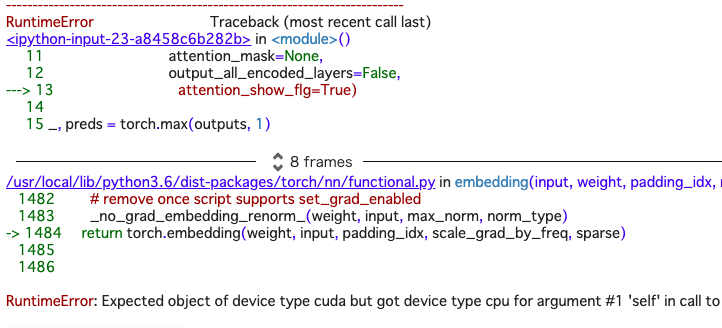 --------------------------------------------------------------------------
RuntimeError Traceback (most recent call last)
<ipython-input-23-a8458c6b282b> in <module>()
11 attention_mask=None,
12 output_all_encoded_layers=False,
---> 13 attention_show_flg=True)
14
15 _, preds = torch.max(outputs, 1)
8 frames
/usr/local/lib/python3.6/dist-packages/torch/nn/functional.py in embedding(input, weight, padding_idx,
1482 # remove once script supports set_grad_enabled
1483 _no_grad_embedding_renorm_(weight, input, max_norm, norm_type)
-> 1484 return torch.embedding(weight, input, padding_idx, scale_grad_by_freq, sparse)
1485
1486
RuntimeError: Expected object of device type cuda but got device type cpu for argument #1 'self' in call to